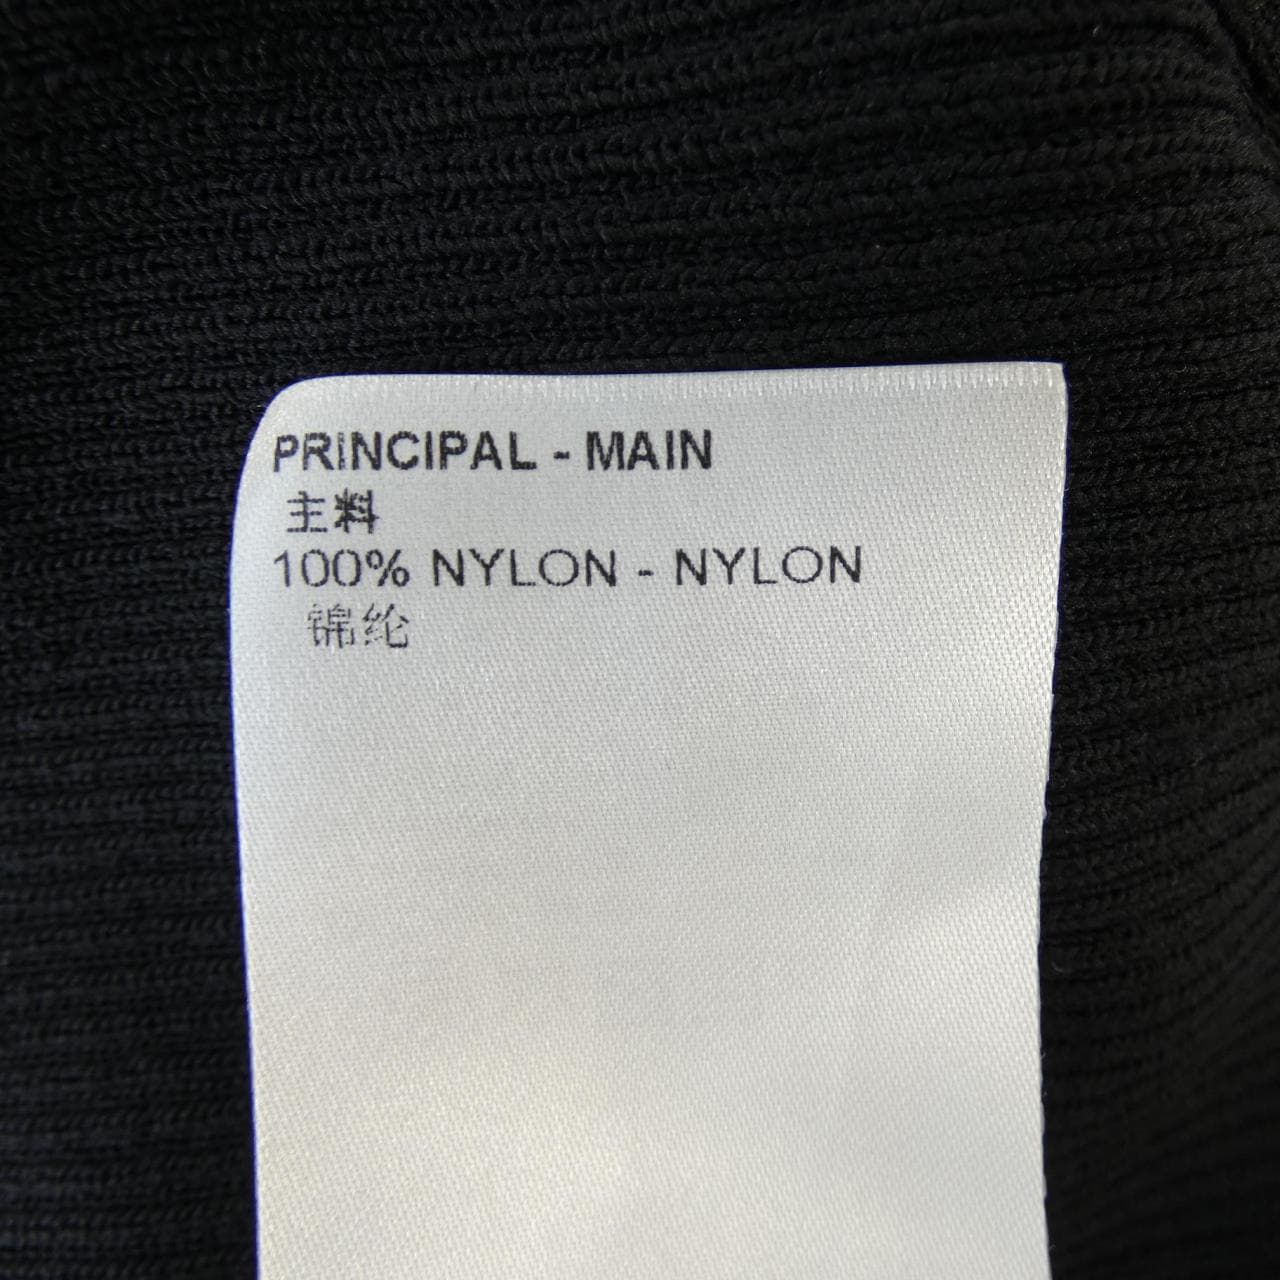 PRINCIPAL - MAIN
主料
100% NYLON - NYLON
锦纶